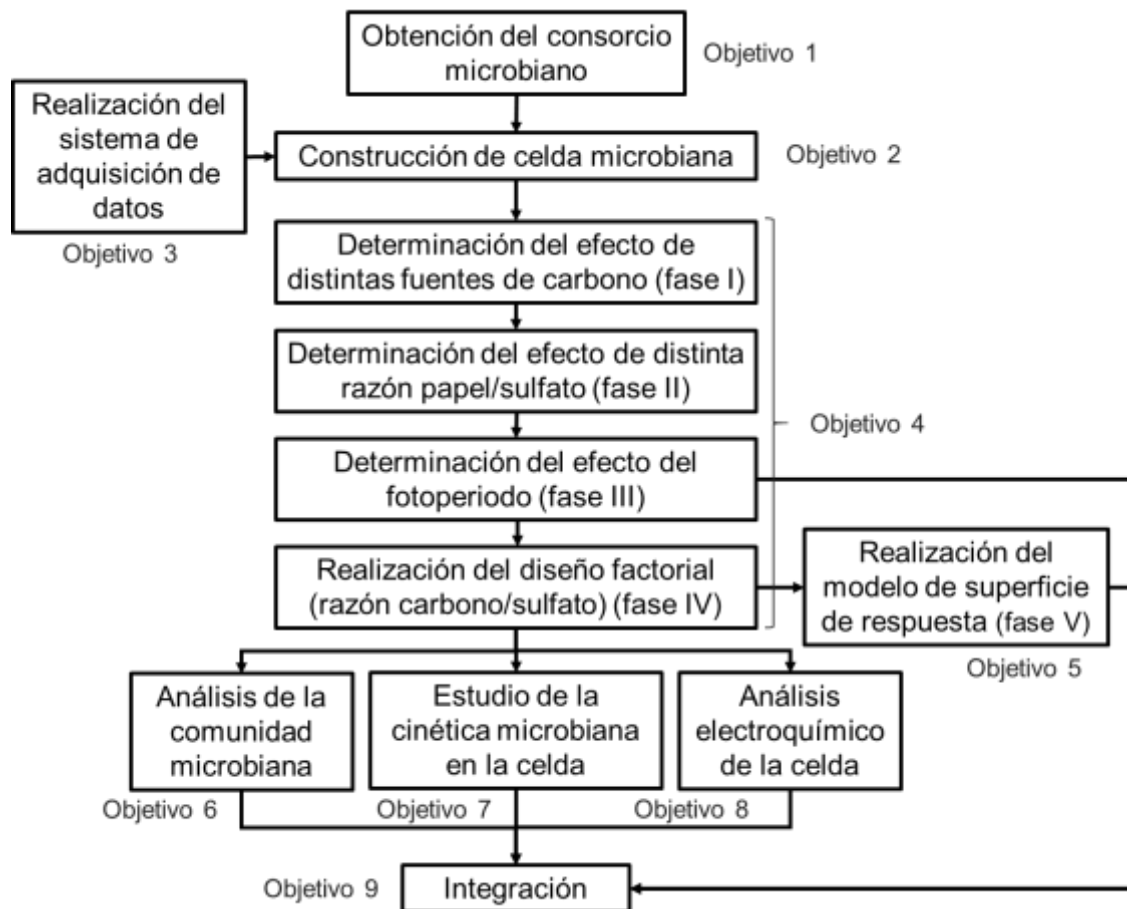 Obtención del consorcio
microbiano
Objetivo 1
Realización del
sistema de
adquisición de
datos
Objetivo 3
Construcción de celda microbiana
Objetivo 2
Determinación del efecto de
distintas fuentes de carbono (fase I)
Determinación del efecto de distinta
razón papel/sulfato (fase II)
Determinación del efecto del
fotoperiodo (fase III)
Realización del diseño factorial
(razón carbono/sulfato) (fase IV)
Objetivo 4
Realización del
modelo de superficie
de respuesta (fase V)
Objetivo 5
Análisis de la
comunidad
microbiana
Objetivo 6
Estudio de la
cinética microbiana
en la celda
Objetivo 7
Análisis
electroquímico
de la celda
Objetivo 8
Objetivo 9
Integración